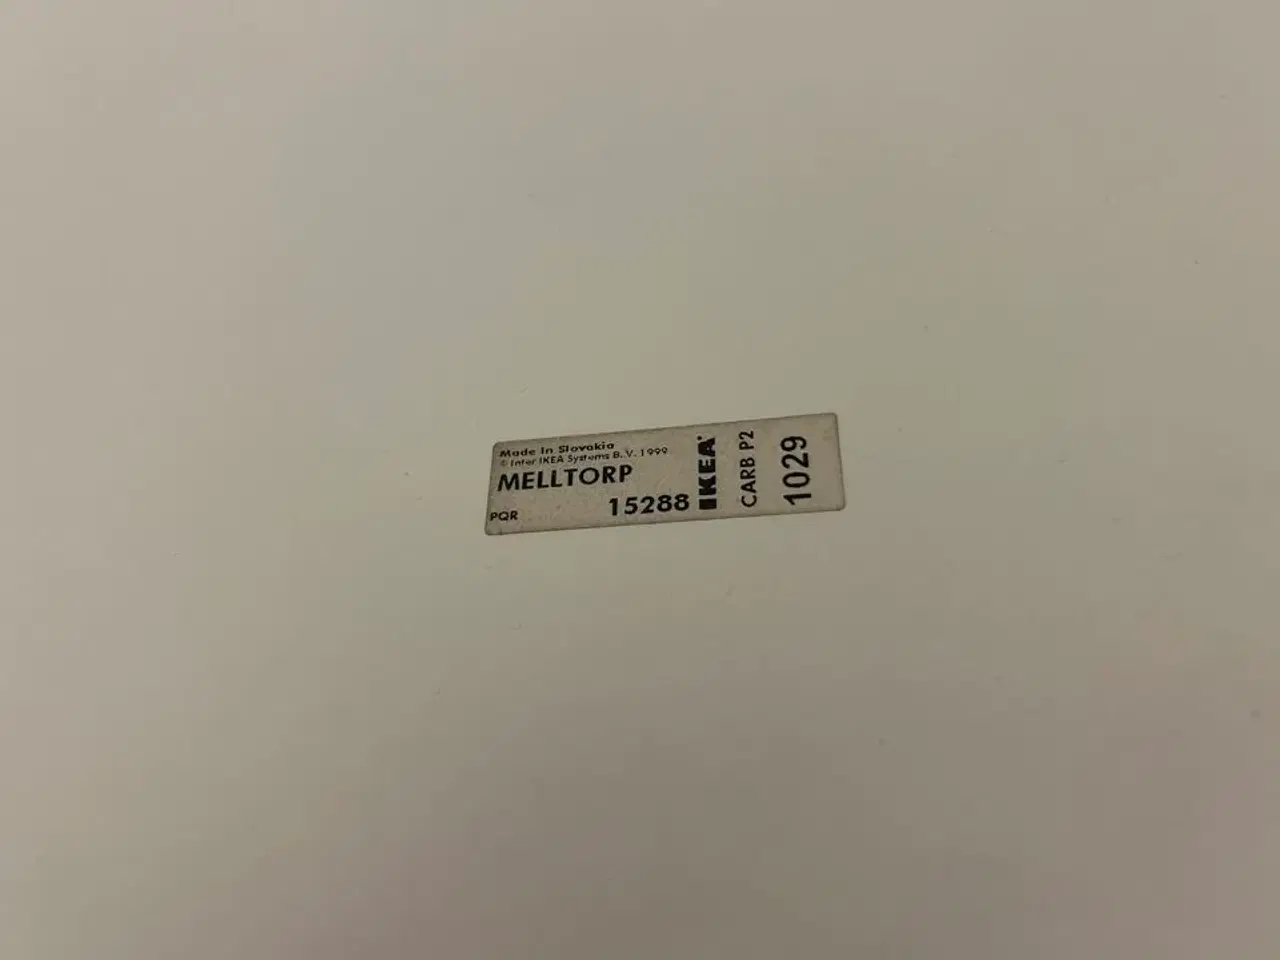 Made In Slovakia
© Inter IKEA Systems B.V. 1999
MELLTORP
15288
PQR
IKEA
CARB P2
1029